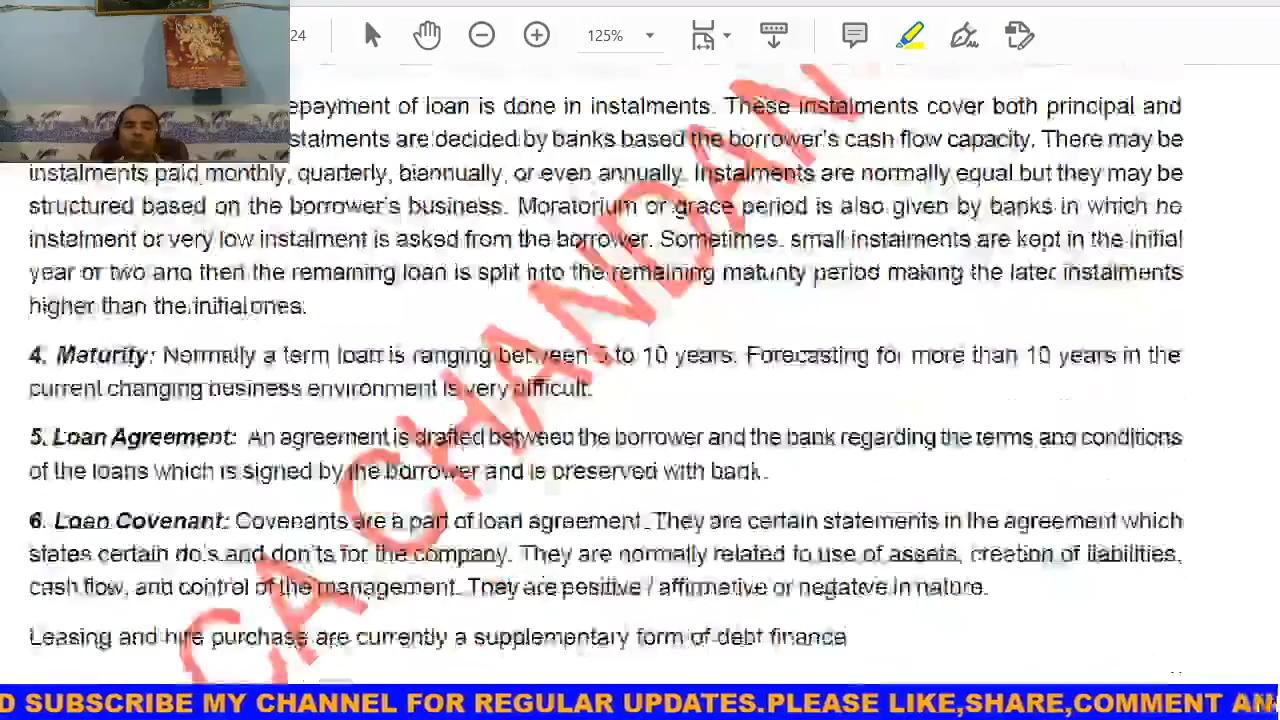 24
125%
epayment of loan is done in instalments. These instalments cover both principal and
stalments are decided by banks based the borrower's cash flow capacity. There may be
instalments paid monthly, quarterly, biannually, or even annually. Instalments are normally equal but they may be
structured based on the borrower's business. Moratorium or grace period is also given by banks in which no
instalment or very low instalment is asked from the borrower. Sometimes, small instalments are kept in the initial
year or two and then the remaining loan is split into the remaining maturity period making the later instalments
higher than the initial ones.
4. Maturity: Normally a term loan is ranging between to 10 years. Forecasting for more than 10 years in the
current changing business environment is very difficult.
5. Loan Agreement: An agreement is drafted between the borrower and the bank regarding the terms and conditions
of the loans which is signed by the borrower and is preserved with bank.
6. Loan Covenant: Covenants are a part of loan agreement. They are certain statements in the agreement which
states certain do's and don'ts for the company. They are normally related to use of assets, creation of liabilities,
cash flow, and control of the management. They are positive / affirmative or negative in nature.
Leasing and hire purchase are currently a supplementary form of debt finance
CA CHANDAN
D SUBSCRIBE MY CHANNEL FOR REGULAR UPDATES.PLEASE LIKE,SHARE,COMMENT AN